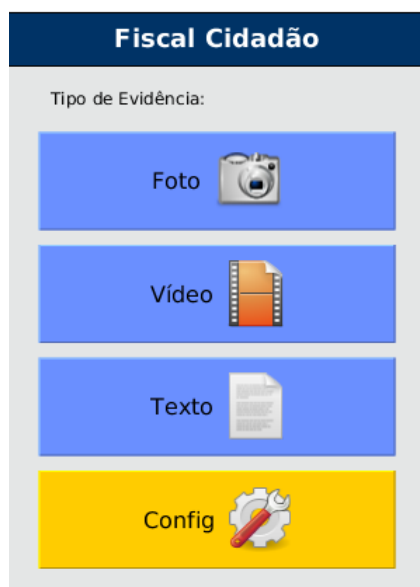 Fiscal Cidadão
Tipo de Evidência:
Foto
Vídeo
Texto
Config